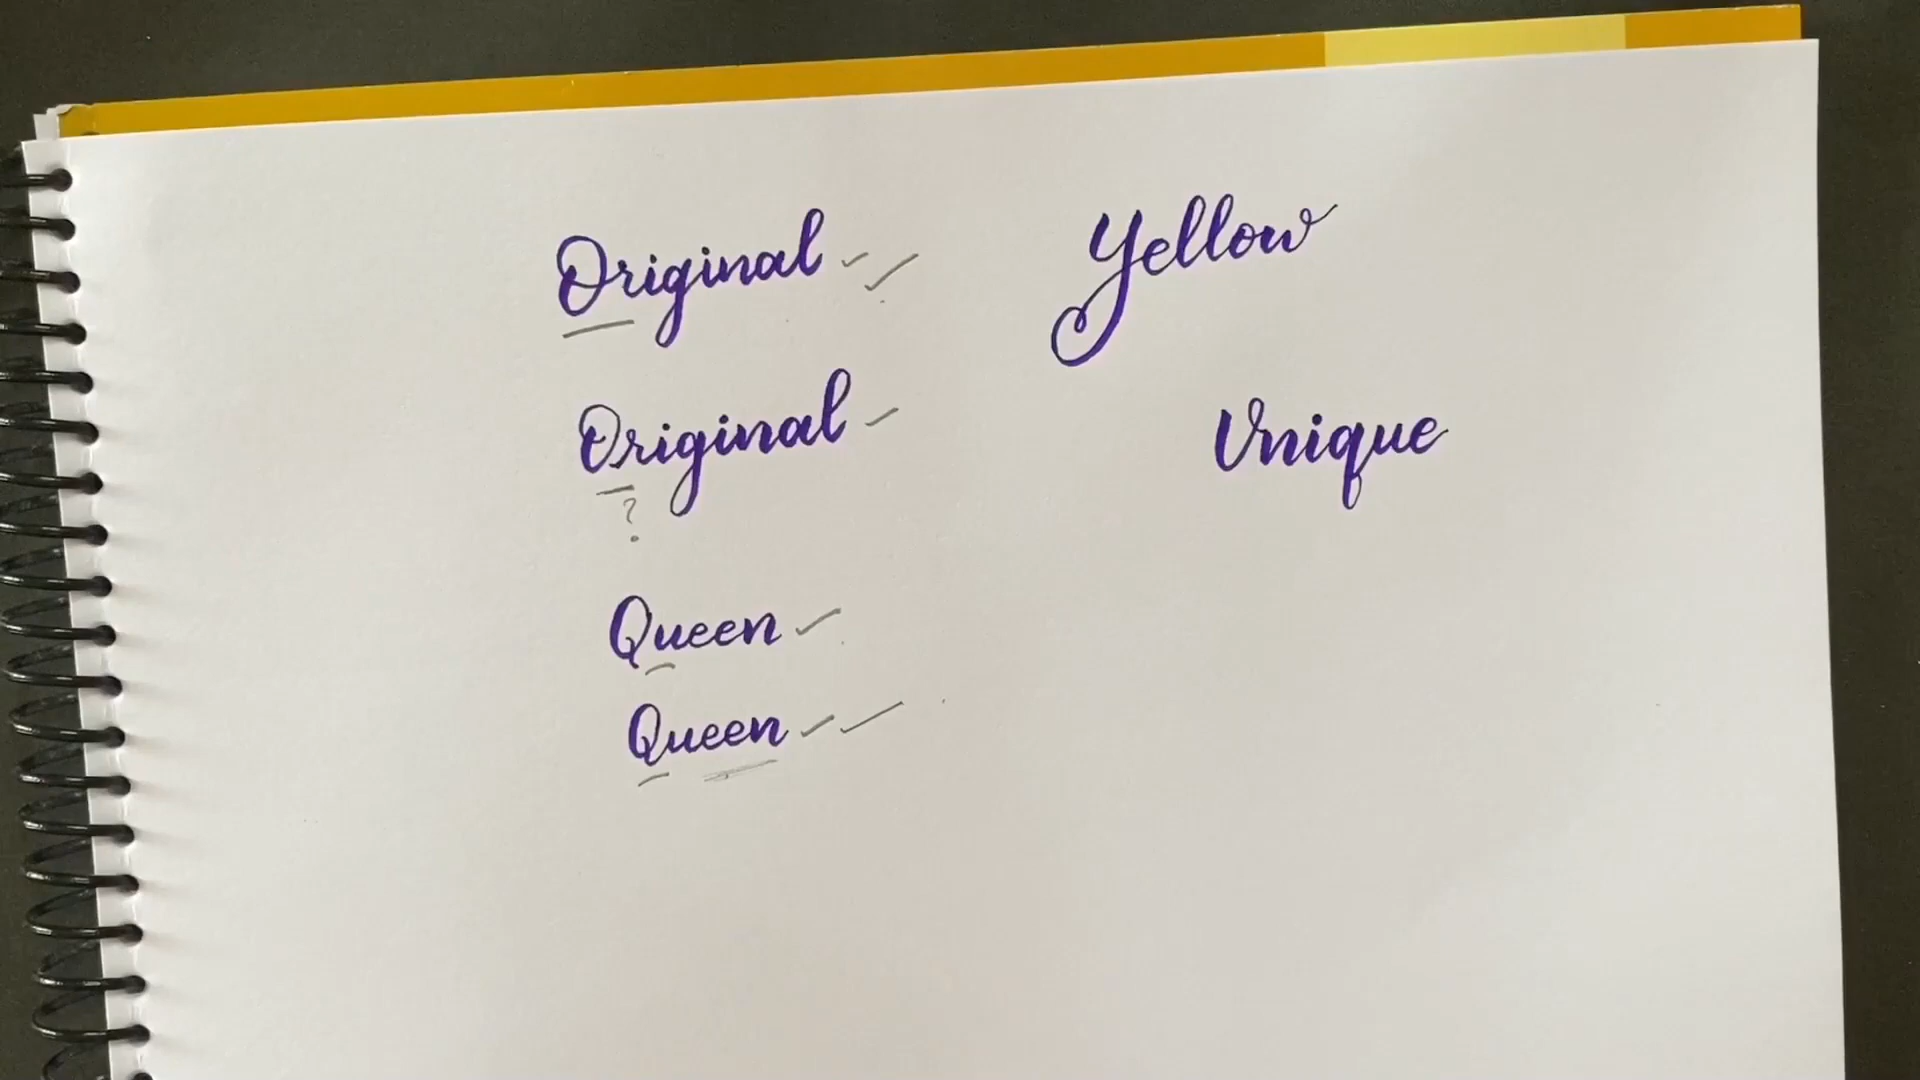 Original
Original
?
Queen
Queen
Yellow
Unique